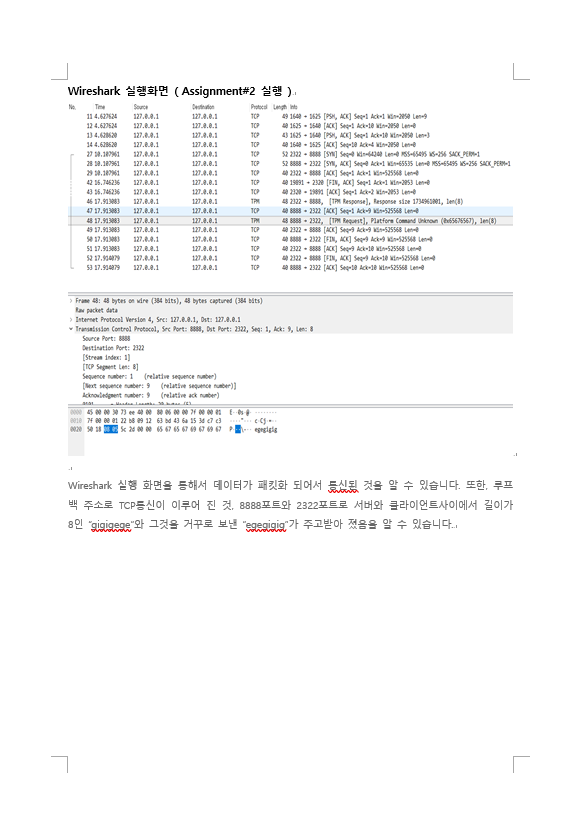 Wireshark 실행화면 ( Assignment#2 실행 )
No. Time Source Destination Protocol Length Info
11 4.627624 127.0.0.1 127.0.0.1 TCP 49 1640 → 1625 [PSH, ACK] Seq=1 Ack=1 Win=2050 Len=9
12 4.627624 127.0.0.1 127.0.0.1 TCP 40 1625 → 1640 [ACK] Seq=1 Ack=10 Win=2050 Len=0
13 4.628620 127.0.0.1 127.0.0.1 TCP 43 1625 → 1640 [PSH, ACK] Seq=1 Ack=10 Win=2050 Len=3
14 4.628620 127.0.0.1 127.0.0.1 TCP 40 1640 → 1625 [ACK] Seq=10 Ack=4 Win=2050 Len=0
27 10.107961 127.0.0.1 127.0.0.1 TCP 52 2322 → 8888 [SYN] Seq=0 Win=64240 Len=0 MSS=65495 WS=256 SACK_PERM=1
28 10.107961 127.0.0.1 127.0.0.1 TCP 52 8888 → 2322 [SYN, ACK] Seq=0 Ack=1 Win=65535 Len=0 MSS=65495 WS=256 SACK_PERM=1
29 10.107961 127.0.0.1 127.0.0.1 TCP 40 2322 → 8888 [ACK] Seq=1 Ack=1 Win=525568 Len=0
42 16.746236 127.0.0.1 127.0.0.1 TCP 40 19891 → 2320 [FIN, ACK] Seq=1 Ack=1 Win=2053 Len=0
43 16.746236 127.0.0.1 127.0.0.1 TCP 40 2320 → 19891 [ACK] Seq=1 Ack=2 Win=2053 Len=0
46 17.913083 127.0.0.1 127.0.0.1 TPM 48 2322 → 8888, [TPM Response], Response size 1734961001, len(8)
47 17.913083 127.0.0.1 127.0.0.1 TCP 40 8888 → 2322 [ACK] Seq=1 Ack=9 Win=525568 Len=0
48 17.913083 127.0.0.1 127.0.0.1 TPM 48 8888 → 2322, [TPM Request], Platform Command Unknown (0x65676567), len(8)
49 17.913083 127.0.0.1 127.0.0.1 TCP 40 2322 → 8888 [ACK] Seq=9 Ack=9 Win=525568 Len=0
50 17.913083 127.0.0.1 127.0.0.1 TCP 40 2322 → 8888 [FIN, ACK] Seq=9 Ack=9 Win=525568 Len=0
51 17.913083 127.0.0.1 127.0.0.1 TCP 40 8888 → 2322 [ACK] Seq=9 Ack=10 Win=525568 Len=0
52 17.914079 127.0.0.1 127.0.0.1 TCP 40 8888 → 2322 [FIN, ACK] Seq=9 Ack=10 Win=525568 Len=0
53 17.914079 127.0.0.1 127.0.0.1 TCP 40 2322 → 8888 [ACK] Seq=10 Ack=10 Win=525568 Len=0
Frame 48: 48 bytes on wire (384 bits), 48 bytes captured (384 bits)
Raw packet data
Internet Protocol Version 4, Src: 127.0.0.1, Dst: 127.0.0.1
Transmission Control Protocol, Src Port: 8888, Dst Port: 2322, Seq: 1, Ack: 9, Len: 8
Source Port: 8888
Destination Port: 2322
[Stream index: 1]
[TCP Segment Len: 8]
Sequence number: 1 (relative sequence number)
[Next sequence number: 9 (relative sequence number)]
Acknowledgment number: 9 (relative ack number)
0000 45 00 00 30 73 ee 40 00 80 06 00 00 7f 00 00 01 E··0s·@· ········
0010 7f 00 00 01 22 b8 09 12 63 bd 43 6a 15 3d c7 c3 ····"··· c·Cj·=··
0020 50 18 08 05 5c 2d 00 00 65 67 65 67 69 67 69 67 P···\-·· egegigig
Wireshark 실행 화면을 통해서 데이터가 패킷화 되어서 통신됨 것을 알 수 있습니다. 또한, 루프
백 주소로 TCP통신이 이루어 진 것, 8888포트와 2322포트로 서버와 클라이언트사이에서 길이가
8인 "gigigege"와 그것을 거꾸로 보낸 "egegigig"가 주고받아 졌음을 알 수 있습니다..